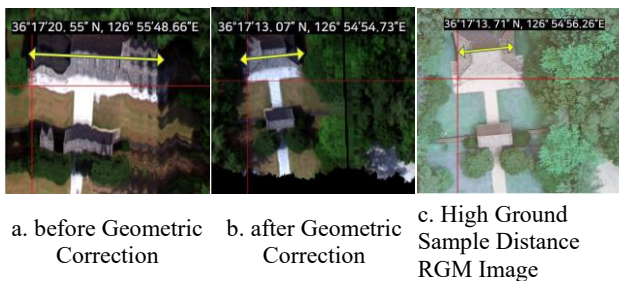 36°17'20. 55" N, 126° 55'48.66"E
36°17'13. 07" N, 126° 54'54,73"E
36°17'13. 71" N, 126° 54'56,26"E
a. before Geometric
Correction
b. after Geometric
Correction
c. High Ground
Sample Distance
RGM Image